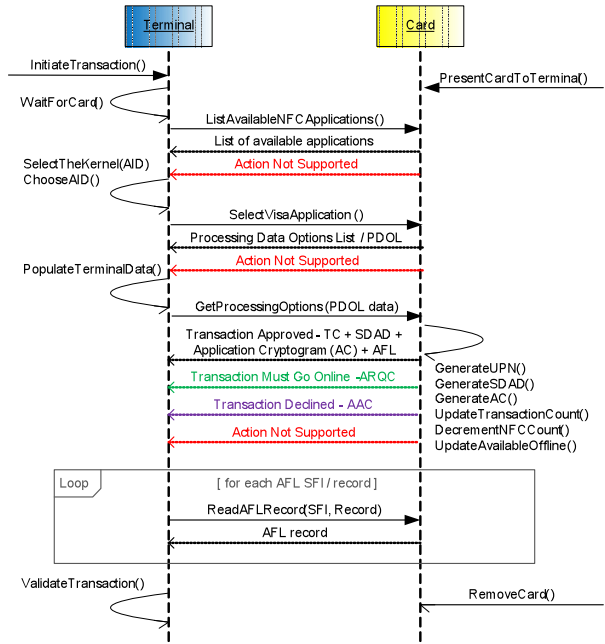 Terminal
Card
InitiateTransaction()
PresentCardToTerminal()
WaitForCard()
ListAvailableNFCApplications()
List of available applications
Action Not Supported
SelectTheKernel(AID)
ChooseAID()
SelectVisaApplication()
Processing Data Options List / PDOL
Action Not Supported
PopulateTerminalData()
GetProcessingOptions (PDOL data)
Transaction Approved - TC + SDAD +
Application Cryptogram (AC) + AFL
Transaction Must Go Online -ARQC
Transaction Declined - AAC
Action Not Supported
GenerateUPN()
GenerateSDAD()
GenerateAC()
UpdateTransactionCount()
DecrementNFCCount()
UpdateAvailableOffline()
Loop
[ for each AFL SFI / record ]
ReadAFLRecord(SFI, Record)
AFL record
ValidateTransaction()
RemoveCard()